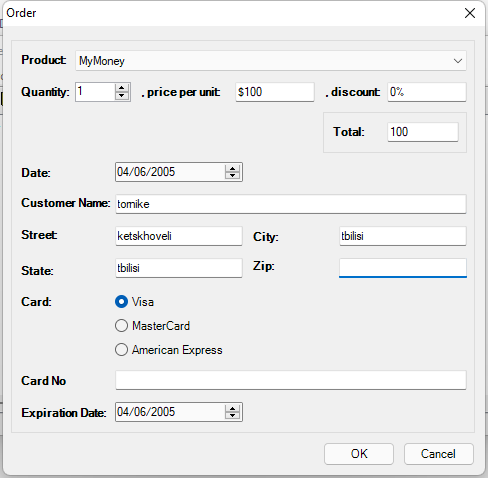 Order
Product: MyMoney
Quantity: 1 , price per unit: $100 , discount: 0%
Total: 100
Date: 04/06/2005
Customer Name: tornike
Street: ketskhoveli City: tbilisi
State: tbilisi Zip:
Card: Visa
MasterCard
American Express
Card No
Expiration Date: 04/06/2005
OK Cancel